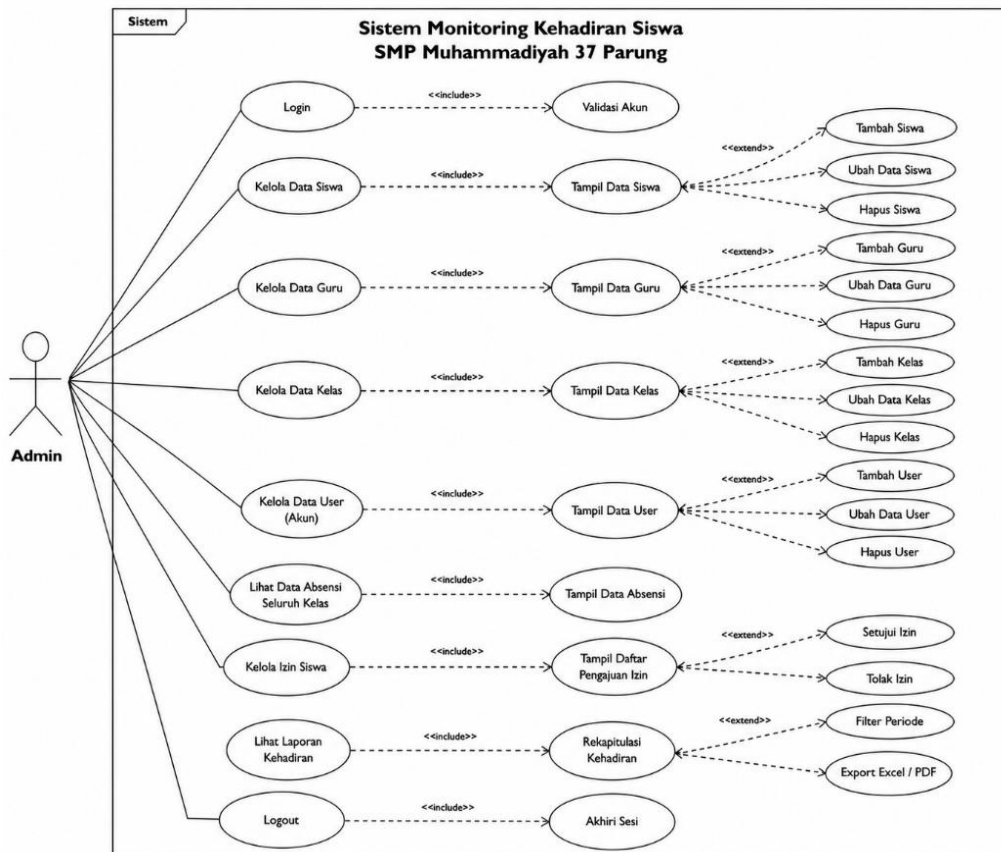 Sistem
Sistem Monitoring Kehadiran Siswa
SMP Muhammadiyah 37 Parung
Login
<<include>>
Validasi Akun
Kelola Data Siswa
<<include>>
Tampil Data Siswa
<<extend>>
Tambah Siswa
Ubah Data Siswa
Hapus Siswa
Kelola Data Guru
<<include>>
Tampil Data Guru
<<extend>>
Tambah Guru
Ubah Data Guru
Hapus Guru
Admin
Kelola Data Kelas
<<include>>
Tampil Data Kelas
<<extend>>
Tambah Kelas
Ubah Data Kelas
Hapus Kelas
Kelola Data User
(Akun)
<<include>>
Tampil Data User
<<extend>>
Tambah User
Ubah Data User
Hapus User
Lihat Data Absensi
Seluruh Kelas
<<include>>
Tampil Data Absensi
Kelola Izin Siswa
<<include>>
Tampil Daftar
Pengajuan Izin
<<extend>>
Setujui Izin
Tolak Izin
Lihat Laporan
Kehadiran
<<include>>
Rekapitulasi
Kehadiran
<<extend>>
Filter Periode
Export Excel / PDF
Logout
<<include>>
Akhiri Sesi